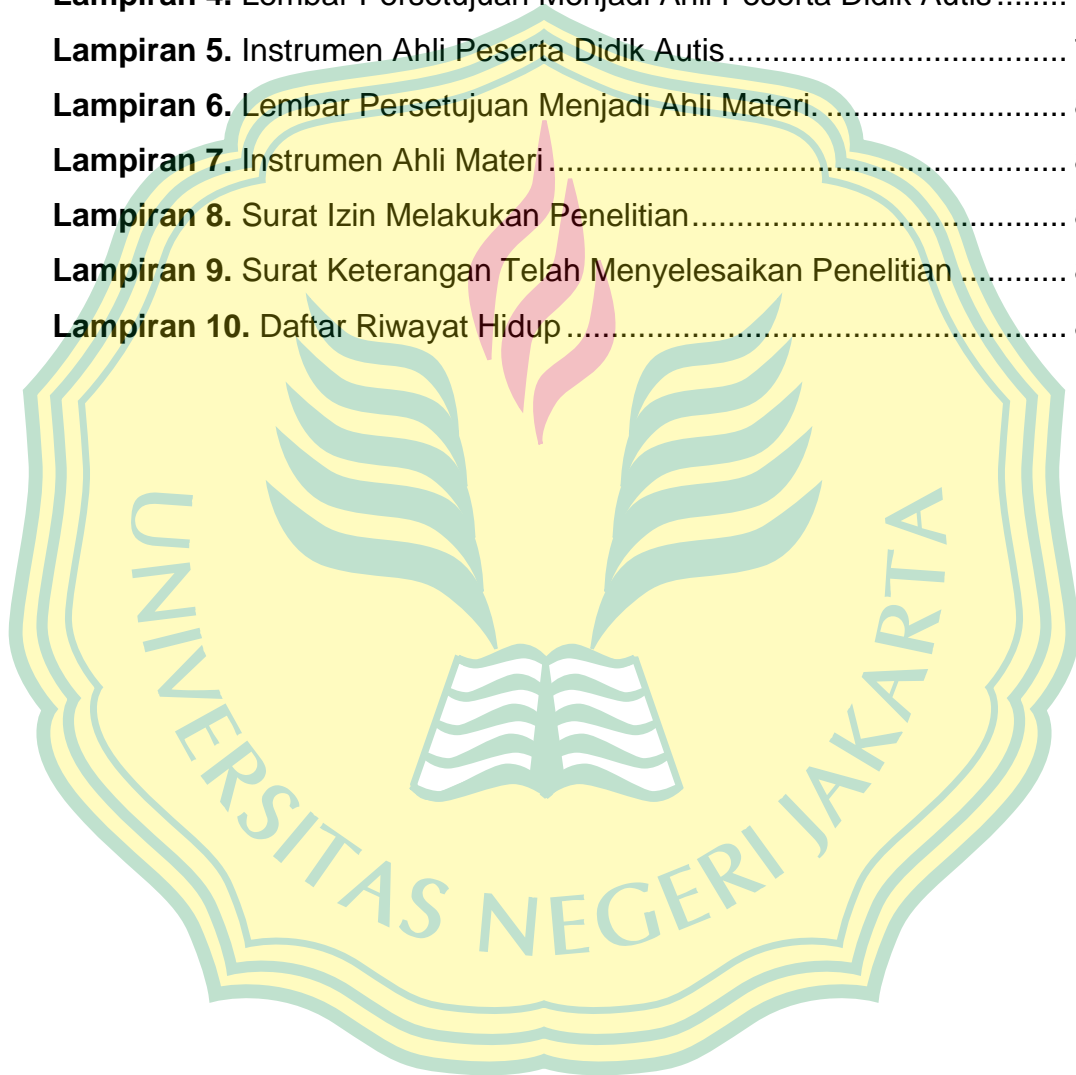 Lampiran 4. Lembar Persetujuan Menjadi Ahli Peserta Didik Autis ........
Lampiran 5. Instrumen Ahli Peserta Didik Autis ...................................
Lampiran 6. Lembar Persetujuan Menjadi Ahli Materi. .........................
Lampiran 7. Instrumen Ahli Materi ......................................................
Lampiran 8. Surat Izin Melakukan Penelitian .......................................
Lampiran 9. Surat Keterangan Telah Menyelesaikan Penelitian ............
Lampiran 10. Daftar Riwayat Hidup .....................................................
UNIVERSITAS NEGERI JAKARTA